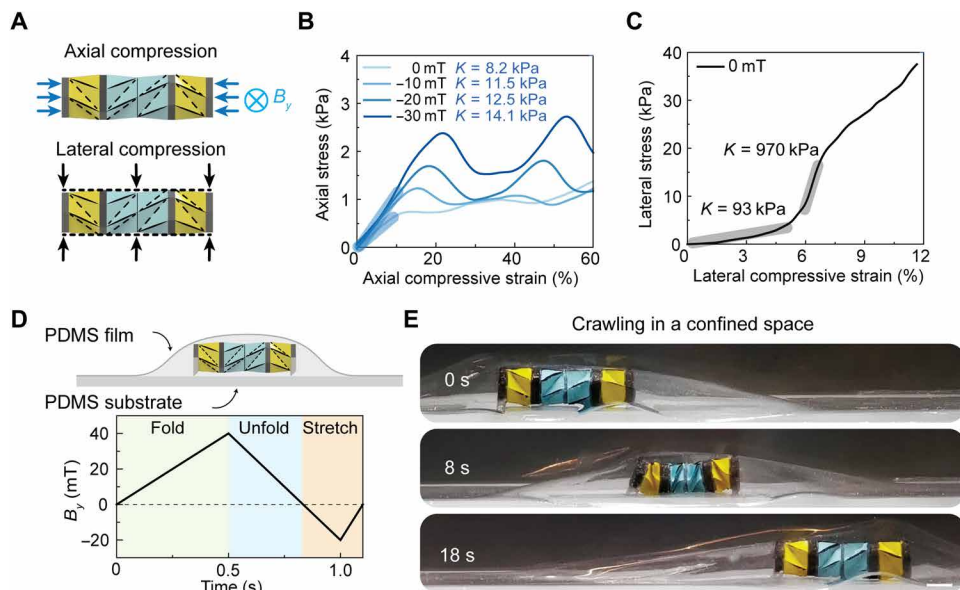 A
Axial compression
B_y
Lateral compression
B
0 mT K = 8.2 kPa
−10 mT K = 11.5 kPa
−20 mT K = 12.5 kPa
−30 mT K = 14.1 kPa
Axial stress (kPa)
4
3
2
1
0
0 15 30 45 60
Axial compressive strain (%)
C
0 mT
K = 970 kPa
K = 93 kPa
Lateral stress (kPa)
40
30
20
10
0
0 3 6 9 12
Lateral compressive strain (%)
D
PDMS film
PDMS substrate
Fold Unfold Stretch
B_y (mT)
40
20
0
−20
0 0.5 1.0
Time (s)
E
Crawling in a confined space
0 s
8 s
18 s